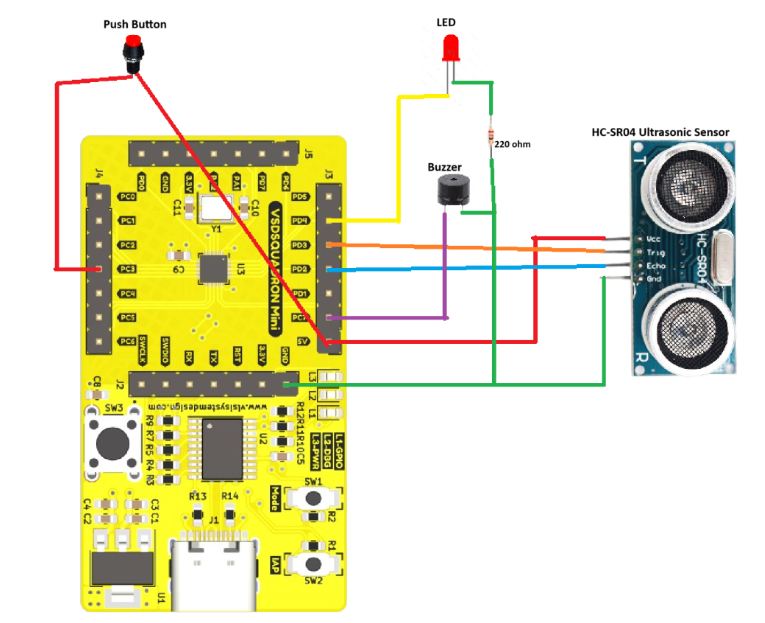 Push Button
LED
220 ohm
HC-SR04 Ultrasonic Sensor
Buzzer
J5
J4
J3
PD0
GND
3.3V
PA1
PD7
PD6
PC0
PC1
PC2
PC3
PC4
PC5
PC6
PD5
PD4
PD3
PD2
PD1
PC7
5V
C11
C10
Y1
C9
U3
VSDSQUADRON Mini
SWCLK
SWDIO
RX
TX
RST
3.3V
GND
J2
www.vlsisystemdesign.com
L3
L2
L1
C8
SW3
R9
R7
R5
R4
R3
U2
R12
R11
R10
C5
L1-GPIO
L2-DBG
L3-PWR
Mode
SW1
R2
R13
R14
J1
C4
C2
C3
C1
IAP
R1
SW2
U1
T
Vcc
Trig
Echo
Gnd
HC-SR04
R